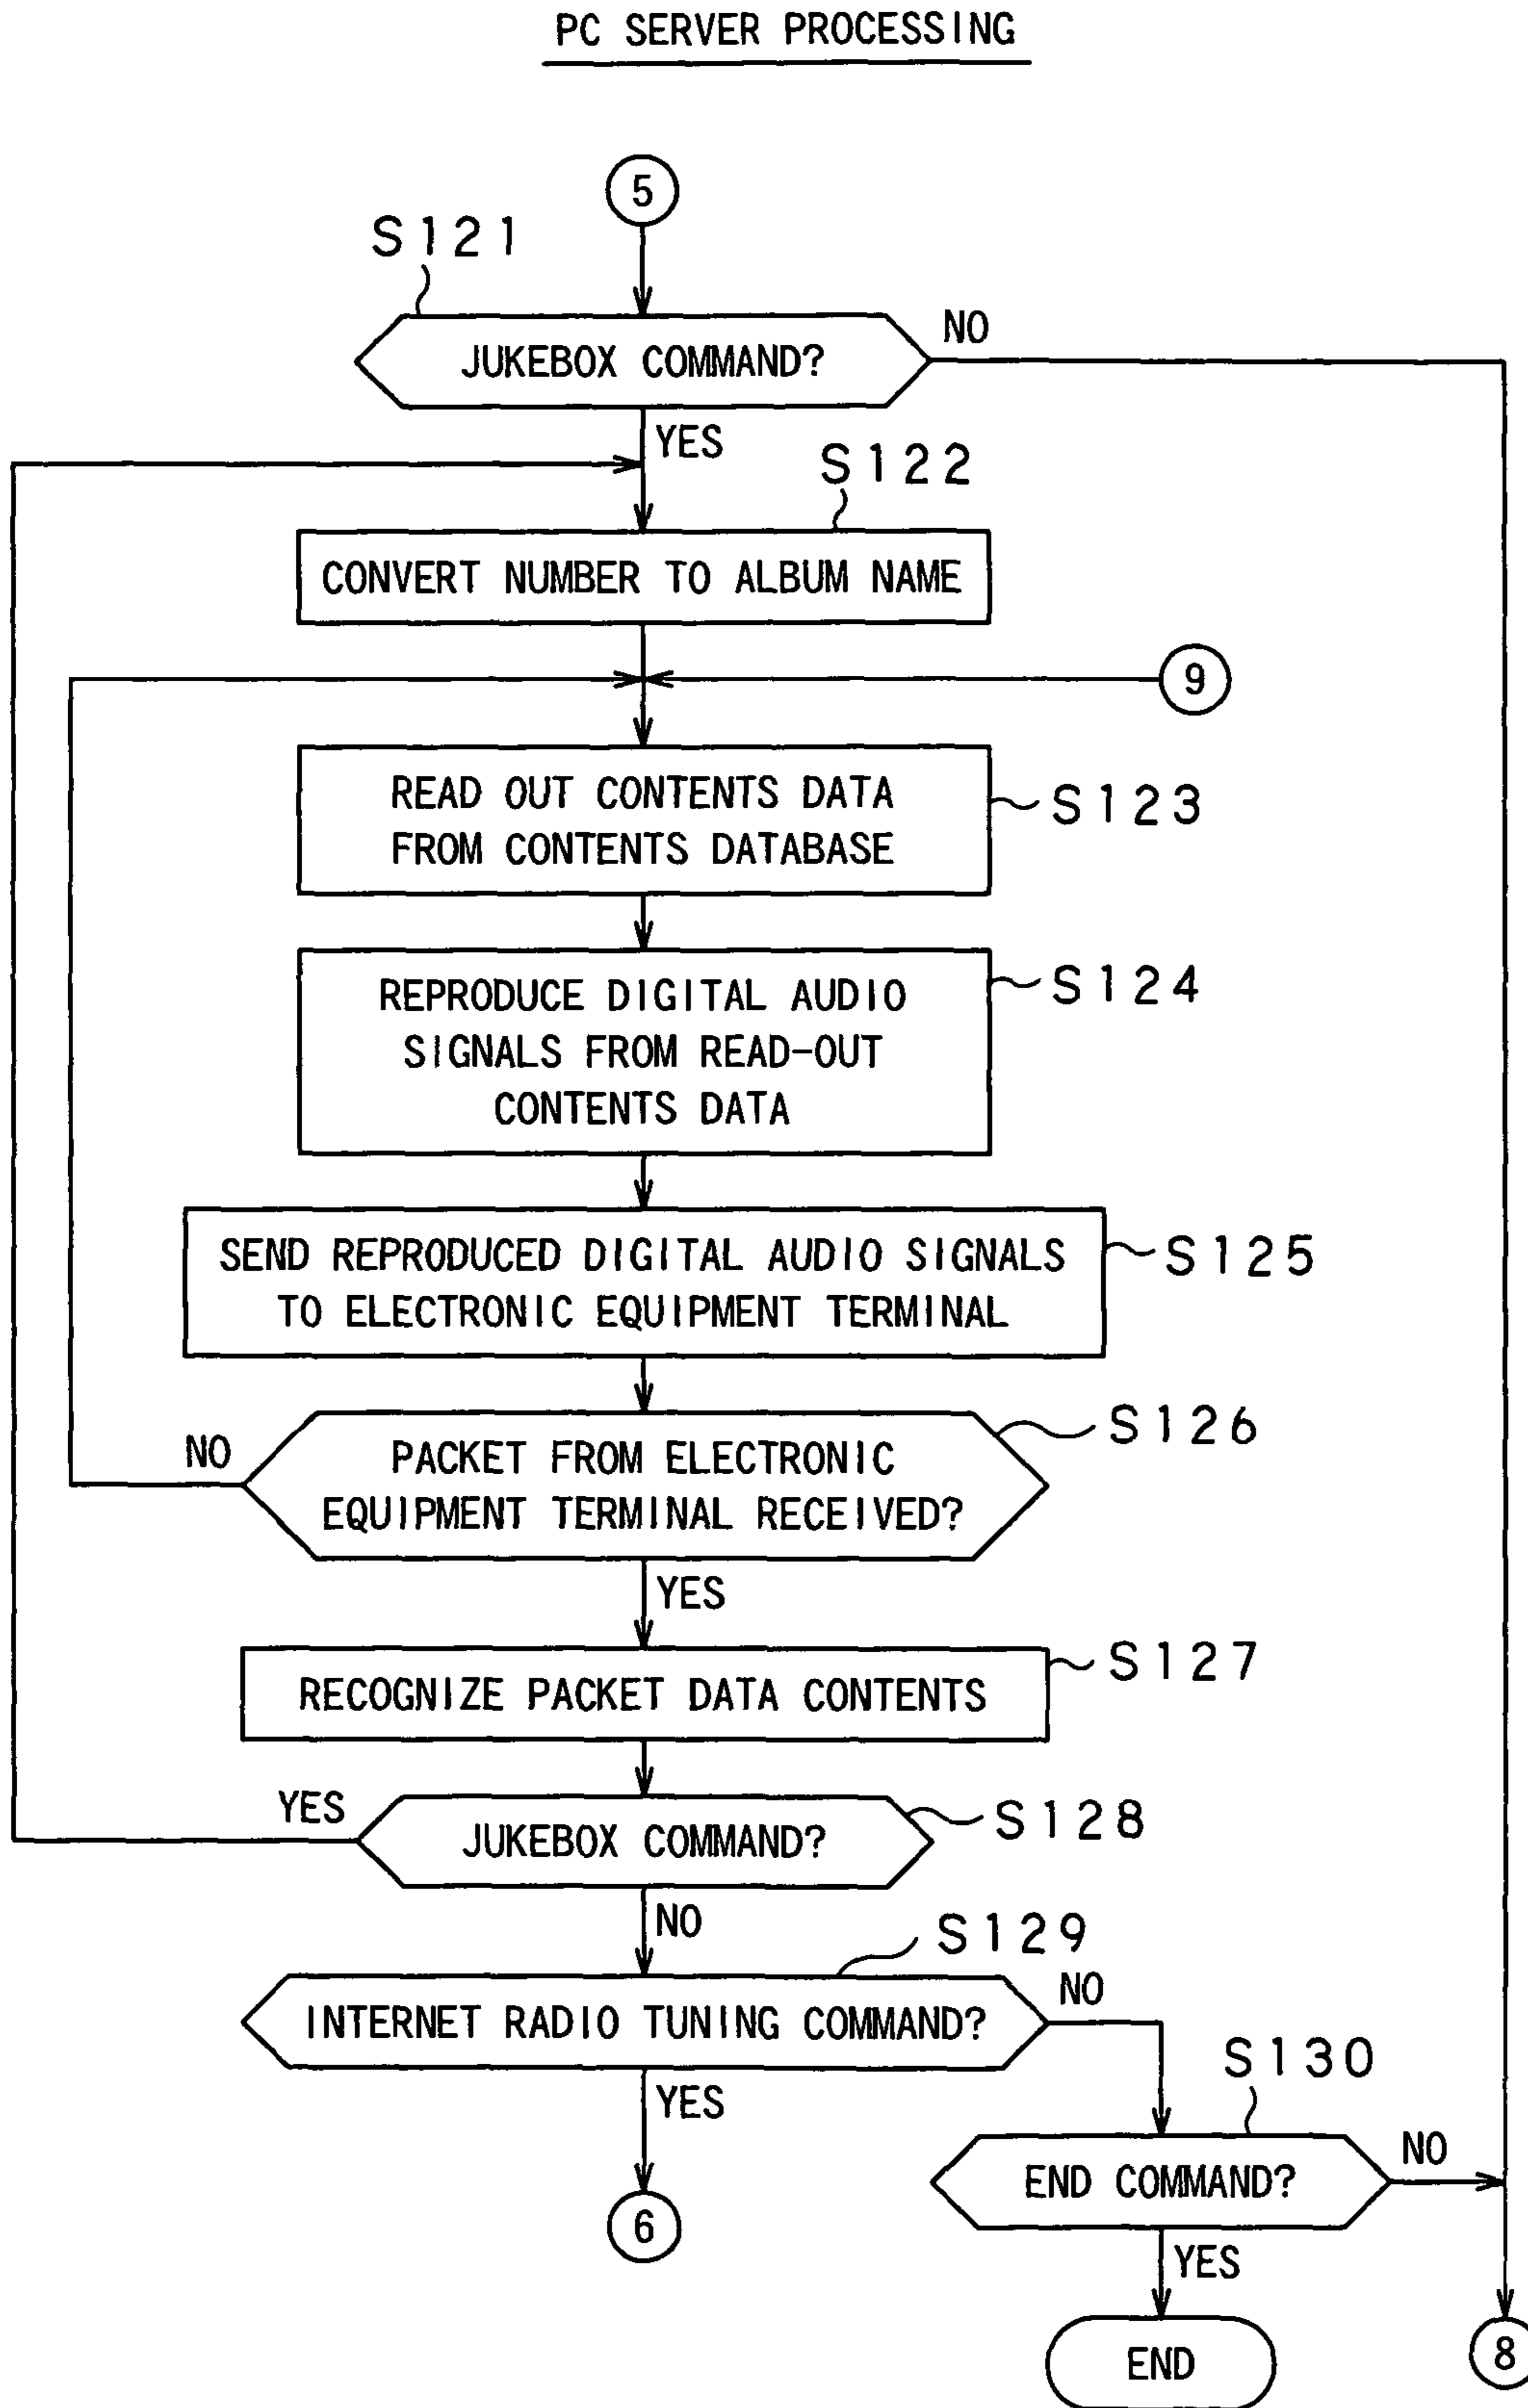 PC SERVER PROCESSING
5
S121
JUKEBOX COMMAND?
NO
YES
S122
CONVERT NUMBER TO ALBUM NAME
9
READ OUT CONTENTS DATA
FROM CONTENTS DATABASE
S123
REPRODUCE DIGITAL AUDIO
SIGNALS FROM READ-OUT
CONTENTS DATA
S124
SEND REPRODUCED DIGITAL AUDIO SIGNALS
TO ELECTRONIC EQUIPMENT TERMINAL
S125
S126
NO
PACKET FROM ELECTRONIC
EQUIPMENT TERMINAL RECEIVED?
YES
S127
RECOGNIZE PACKET DATA CONTENTS
YES
JUKEBOX COMMAND?
S128
NO
S129
INTERNET RADIO TUNING COMMAND?
NO
YES
S130
END COMMAND?
NO
6
YES
END
8